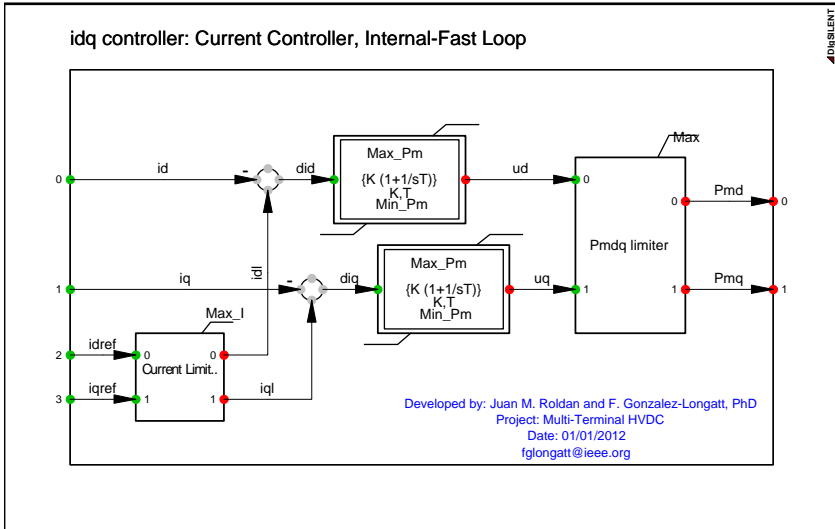 DIgSILENT
idq controller: Current Controller, Internal-Fast Loop
Max_Pm
{K (1+1/sT)}
K,T
Min_Pm
Max
0
id
-
did
ud
0
0
Pmd
0
Pmdq limiter
idl
Max_Pm
{K (1+1/sT)}
K,T
Min_Pm
1
iq
-
diq
uq
1
1
Pmq
1
Max_I
2
idref
0
0
Current Limit..
3
iqref
1
1
iql
Developed by: Juan M. Roldan and F. Gonzalez-Longatt, PhD
Project: Multi-Terminal HVDC
Date: 01/01/2012
fglongatt@ieee.org